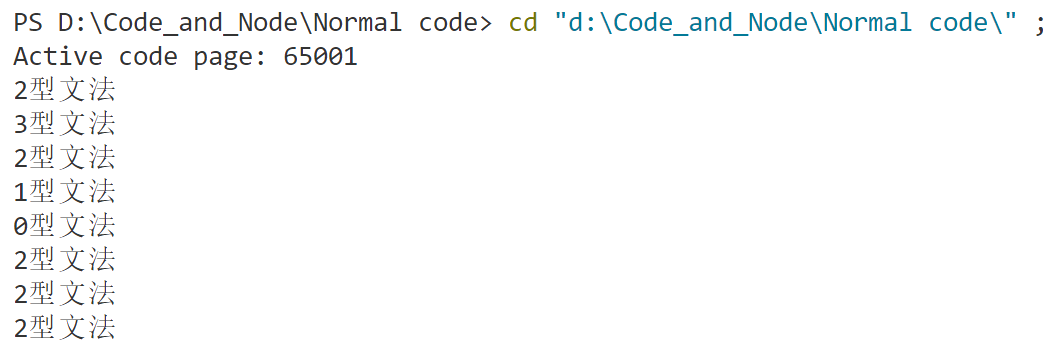 PS D:\Code_and_Node\Normal code> cd "d:\Code_and_Node\Normal code\" ;
Active code page: 65001
2型文法
3型文法
2型文法
1型文法
0型文法
2型文法
2型文法
2型文法